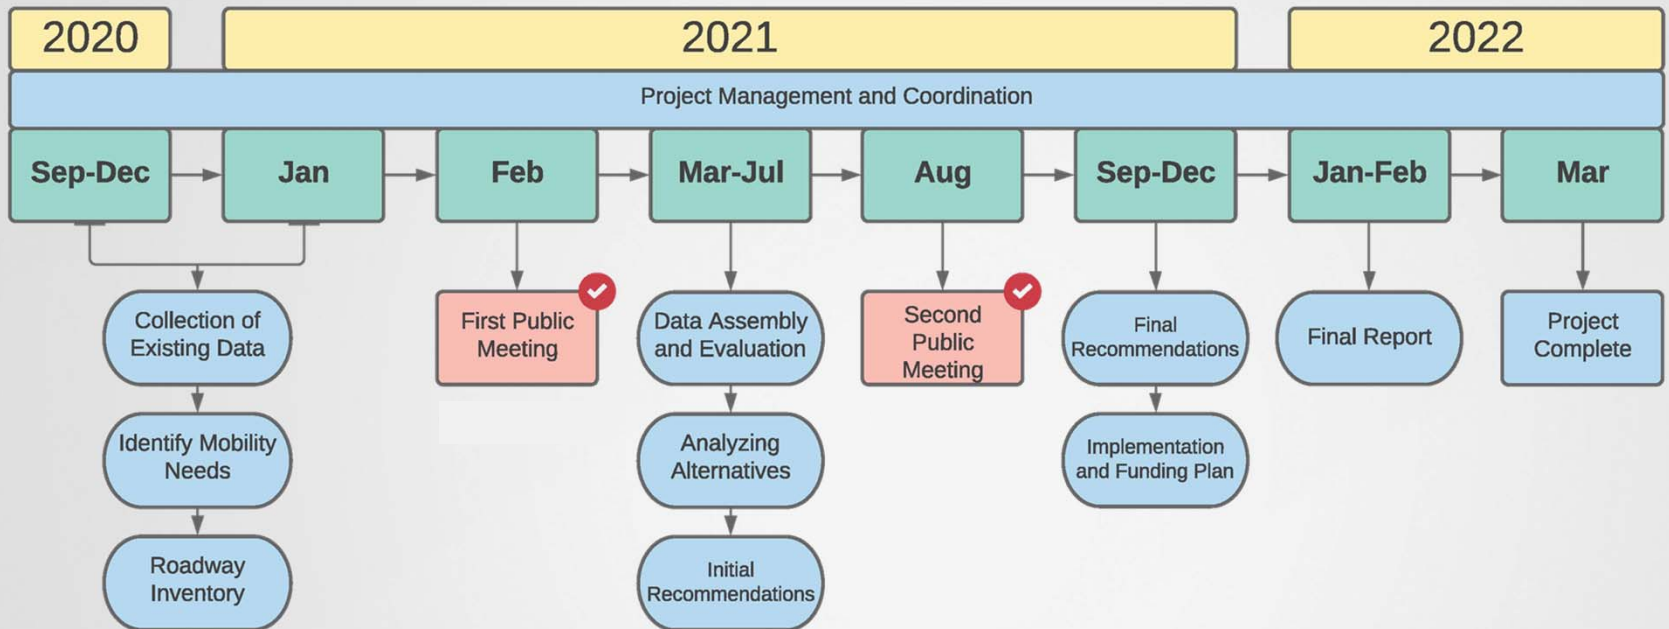 2020
2021
2022
Project Management and Coordination
Sep-Dec
Jan
Feb
Mar-Jul
Aug
Sep-Dec
Jan-Feb
Mar
Collection of
Existing Data
Identify Mobility
Needs
Roadway
Inventory
First Public
Meeting
Data Assembly
and Evaluation
Analyzing
Alternatives
Initial
Recommendations
Second
Public
Meeting
Final
Recommendations
Implementation
and Funding Plan
Final Report
Project
Complete